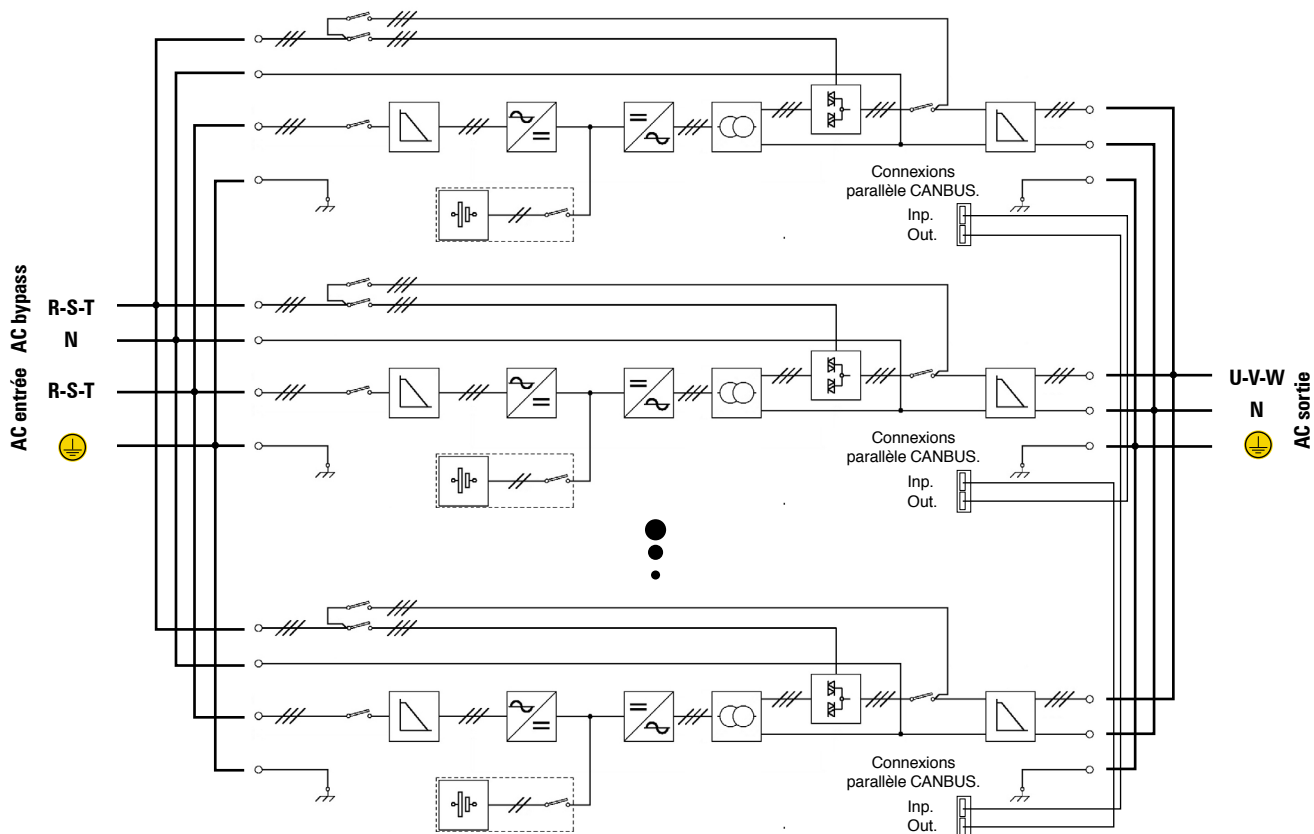 Connexions
parallèle CANBUS.
Inp.
Out.
AC bypass
R-S-T
N
AC entrée
R-S-T
U-V-W
N
AC sortie
Connexions
parallèle CANBUS.
Inp.
Out.
Connexions
parallèle CANBUS.
Inp.
Out.